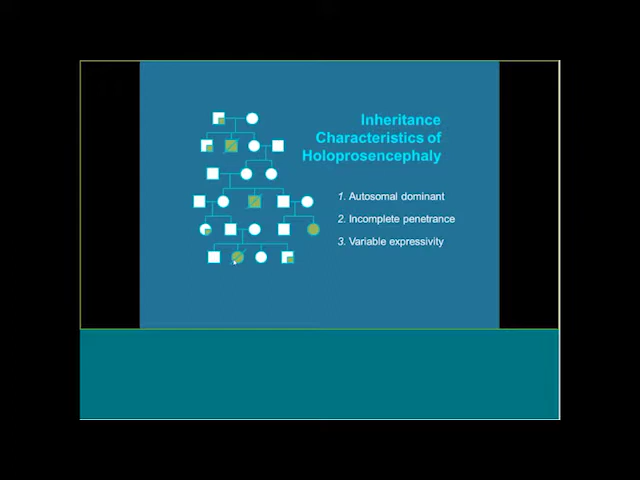 Inheritance
Characteristics of
Holoprosencephaly
1. Autosomal dominant
2. Incomplete penetrance
3. Variable expressivity